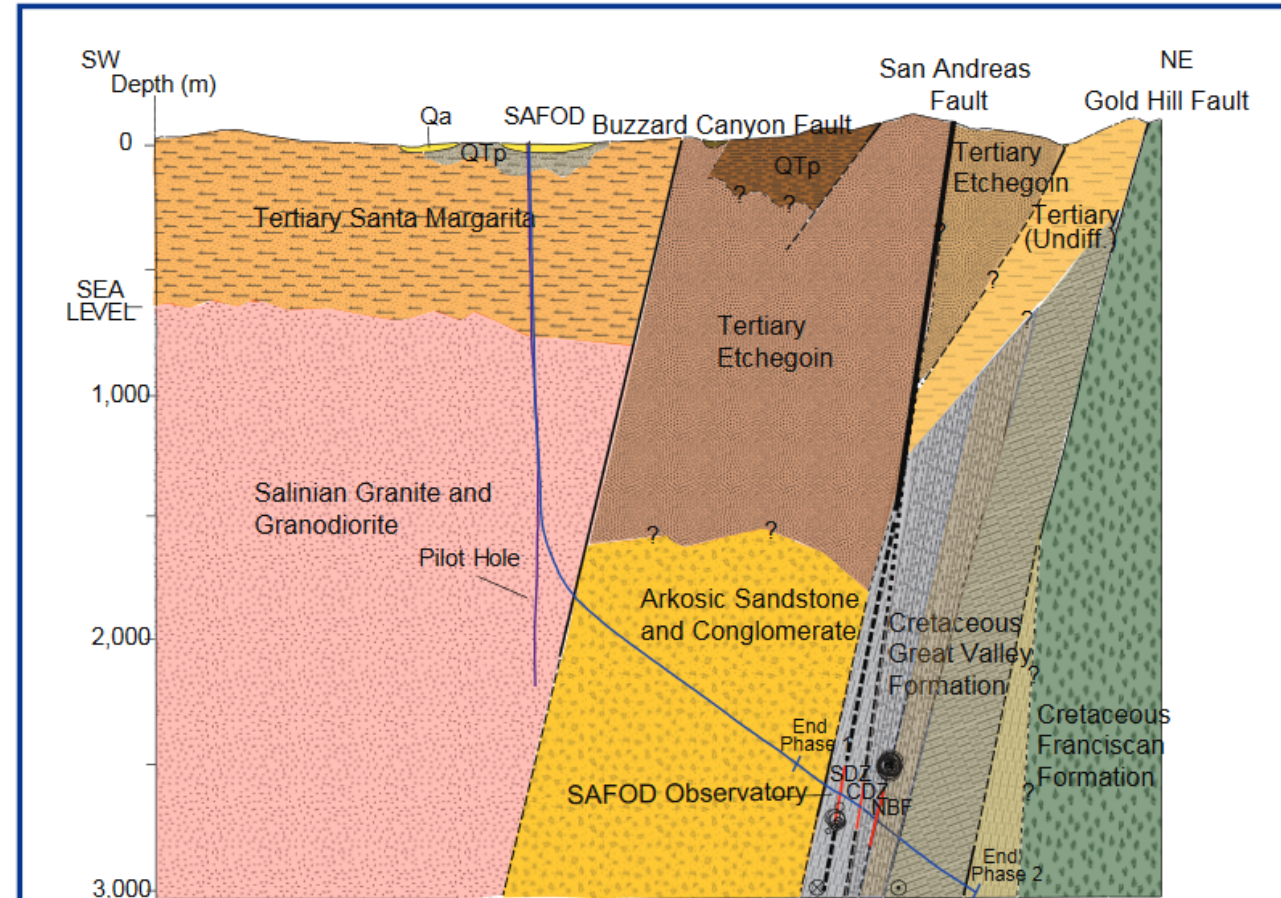 SW
Depth (m)
San Andreas
Fault
NE
Gold Hill Fault
Qa
SAFOD
Buzzard Canyon Fault
0
QTp
QTp
Tertiary
Etchegoin
?
?
?
Tertiary Santa Margarita
Tertiary
(Undiff.)
?
SEA
LEVEL
?
Tertiary
Etchegoin
1,000
Salinian Granite and
Granodiorite
?
?
Pilot Hole
Arkosic Sandstone
and Conglomerate
Cretaceous
Great Valley
Formation
2,000
?
Cretaceous
Franciscan
Formation
End
Phase 1
SDZ
CDZ
NBF
SAFOD Observatory
?
End
Phase 2
3,000